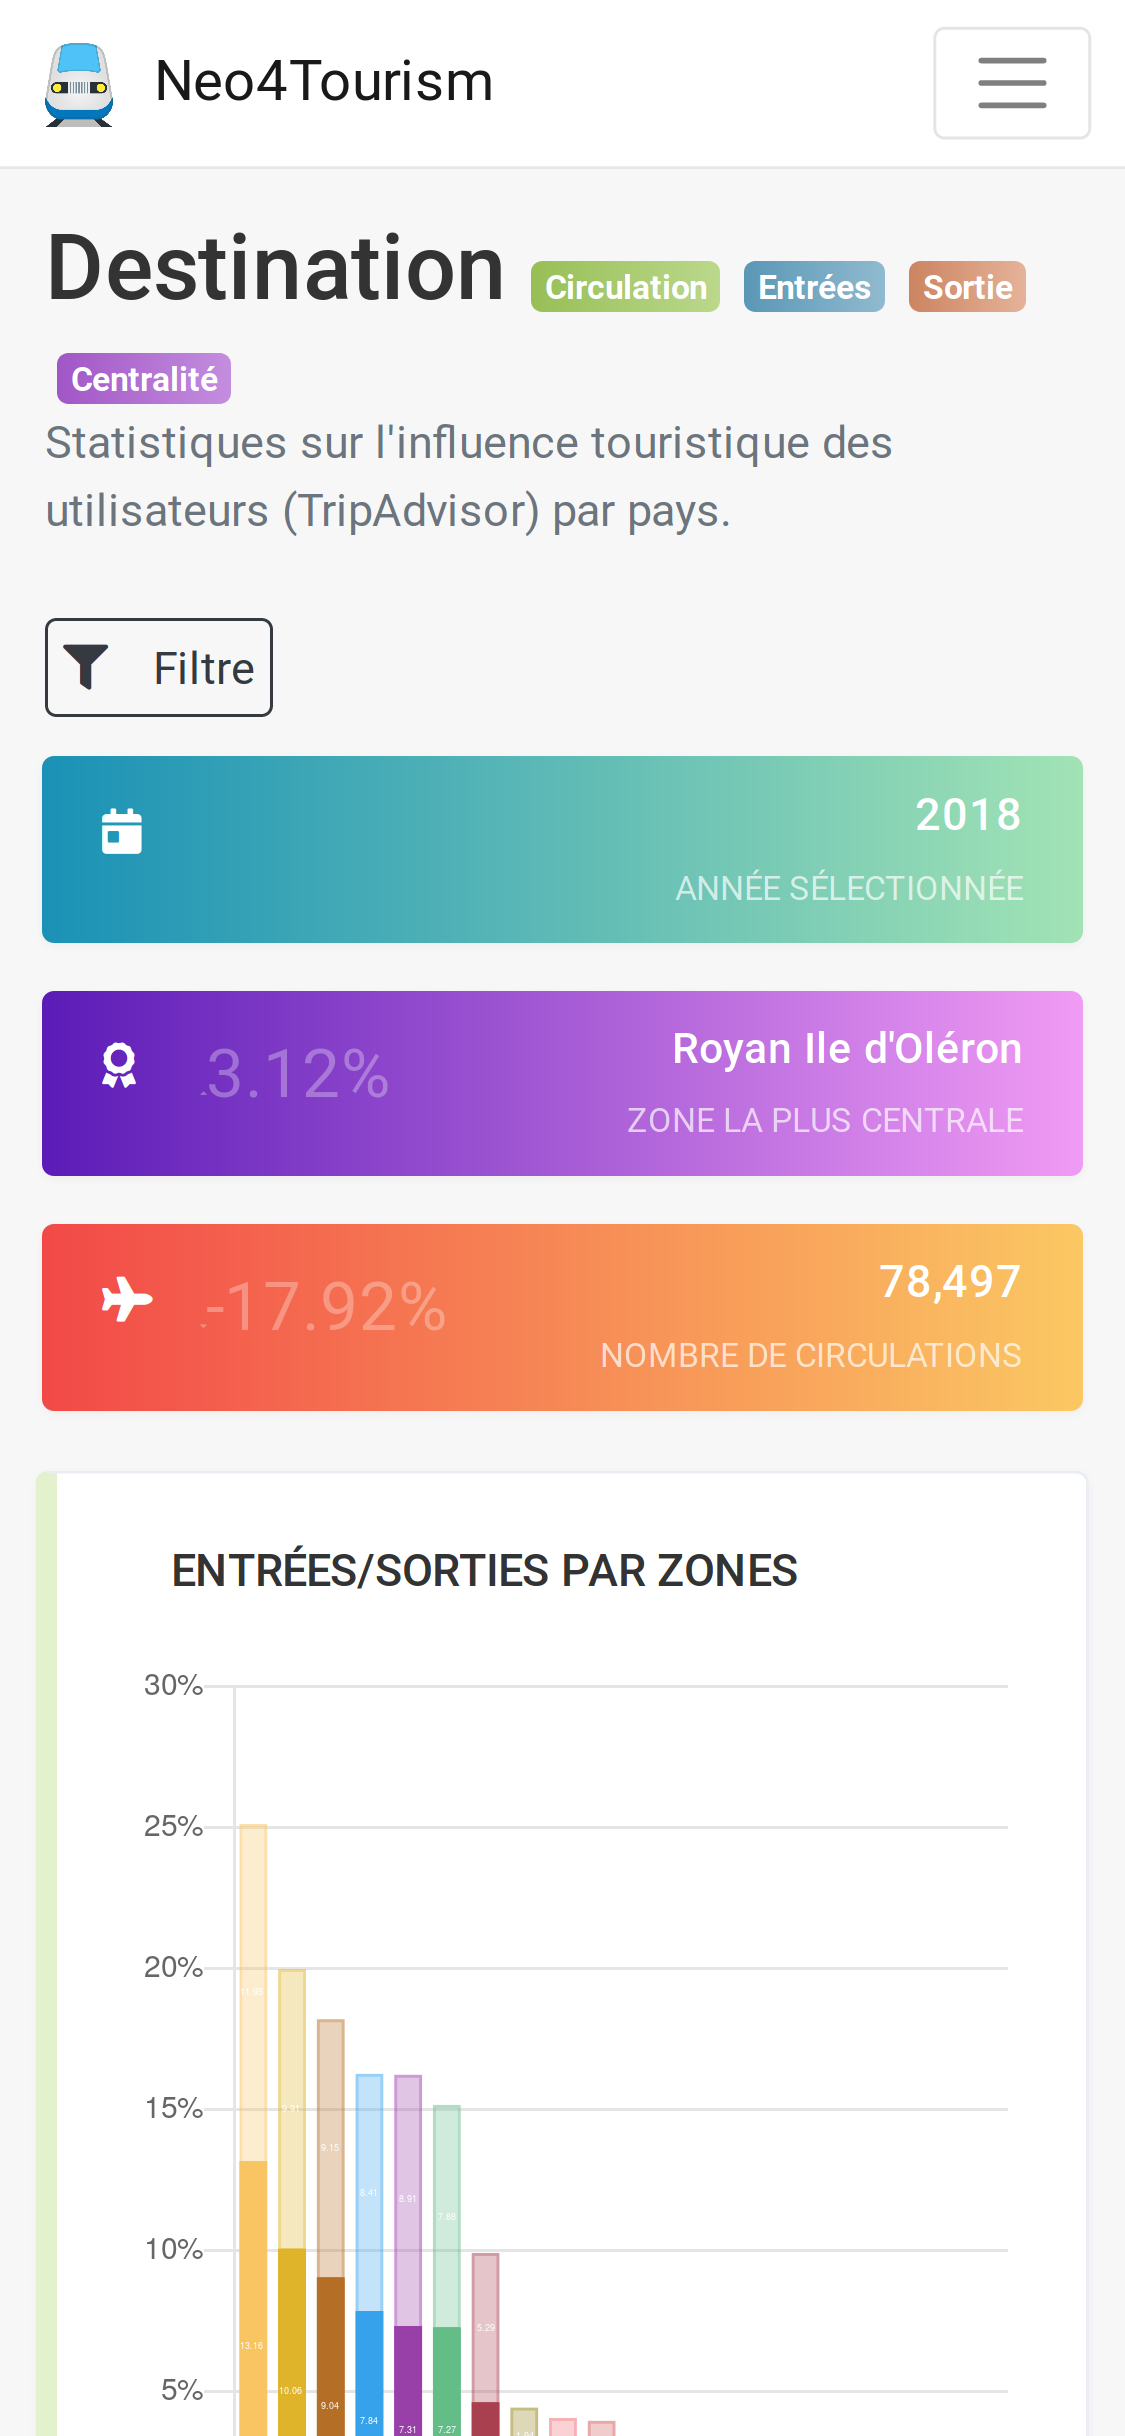 Neo4Tourism
Destination Circulation Entrées Sortie
Centralité
Statistiques sur l'influence touristique des
utilisateurs (TripAdvisor) par pays.
Filtre
2018
ANNÉE SÉLECTIONNÉE
3.12%
Royan Ile d'Oléron
ZONE LA PLUS CENTRALE
-17.92%
78,497
NOMBRE DE CIRCULATIONS
ENTRÉES/SORTIES PAR ZONES
30%
25%
20%
15%
10%
5%
9.91
9.15
8.41
8.91
7.88
5.29
13.16
10.06
9.04
7.84
7.31
7.27